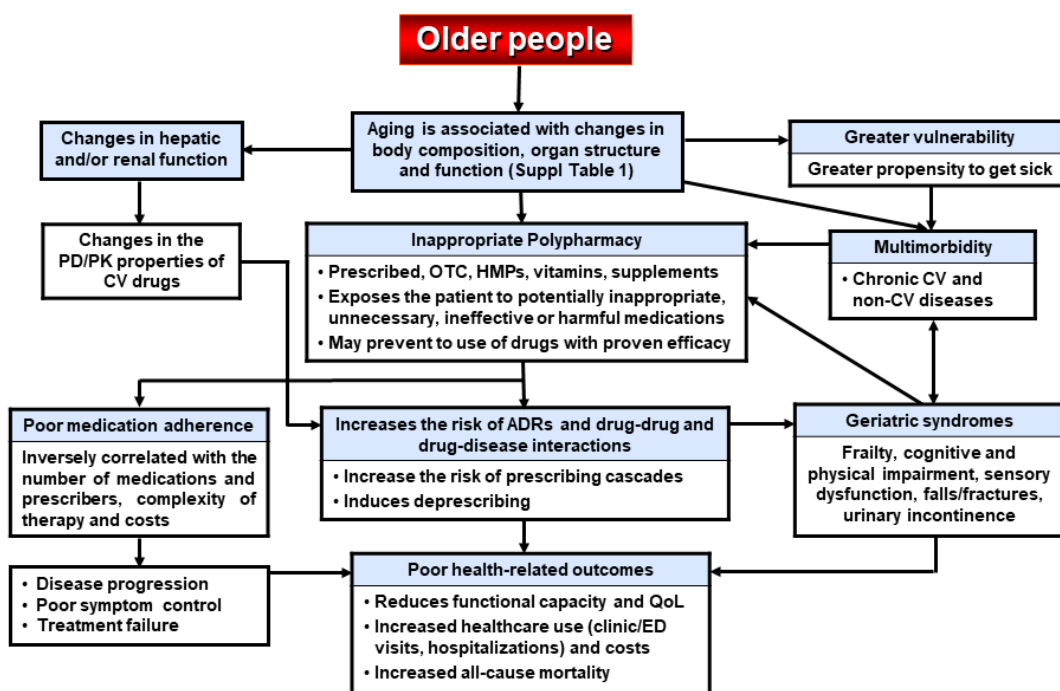 Older people
Changes in hepatic
and/or renal function
Aging is associated with changes in
body composition, organ structure
and function (Suppl Table 1)
Greater vulnerability
Greater propensity to get sick
Changes in the
PD/PK properties of
CV drugs
Inappropriate Polypharmacy
• Prescribed, OTC, HMPs, vitamins, supplements
• Exposes the patient to potentially inappropriate,
unnecessary, ineffective or harmful medications
• May prevent to use of drugs with proven efficacy
Multimorbidity
• Chronic CV and
non-CV diseases
Poor medication adherence
Inversely correlated with the
number of medications and
prescribers, complexity of
therapy and costs
Increases the risk of ADRs and drug-drug and
drug-disease interactions
• Increase the risk of prescribing cascades
• Induces deprescribing
Geriatric syndromes
Frailty, cognitive and
physical impairment, sensory
dysfunction, falls/fractures,
urinary incontinence
• Disease progression
• Poor symptom control
• Treatment failure
Poor health-related outcomes
• Reduces functional capacity and QoL
• Increased healthcare use (clinic/ED
visits, hospitalizations) and costs
• Increased all-cause mortality